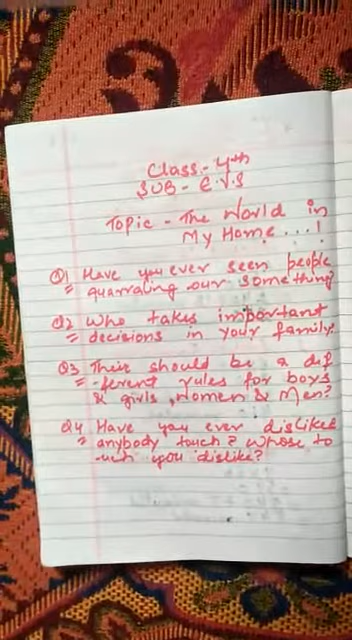 Class - 4th
SUB - E.V.S
Topic - The World in
My Home...!
Q1 Have you ever seen people
quarraling our something
Q2 Who takes important
decisions in your family.
Q3 Their should be a dif
-ferent rules for boys
& girls, women & Men?
Q4 Have you ever dislikes
anybody touch? Whose to
-uch you dislike?